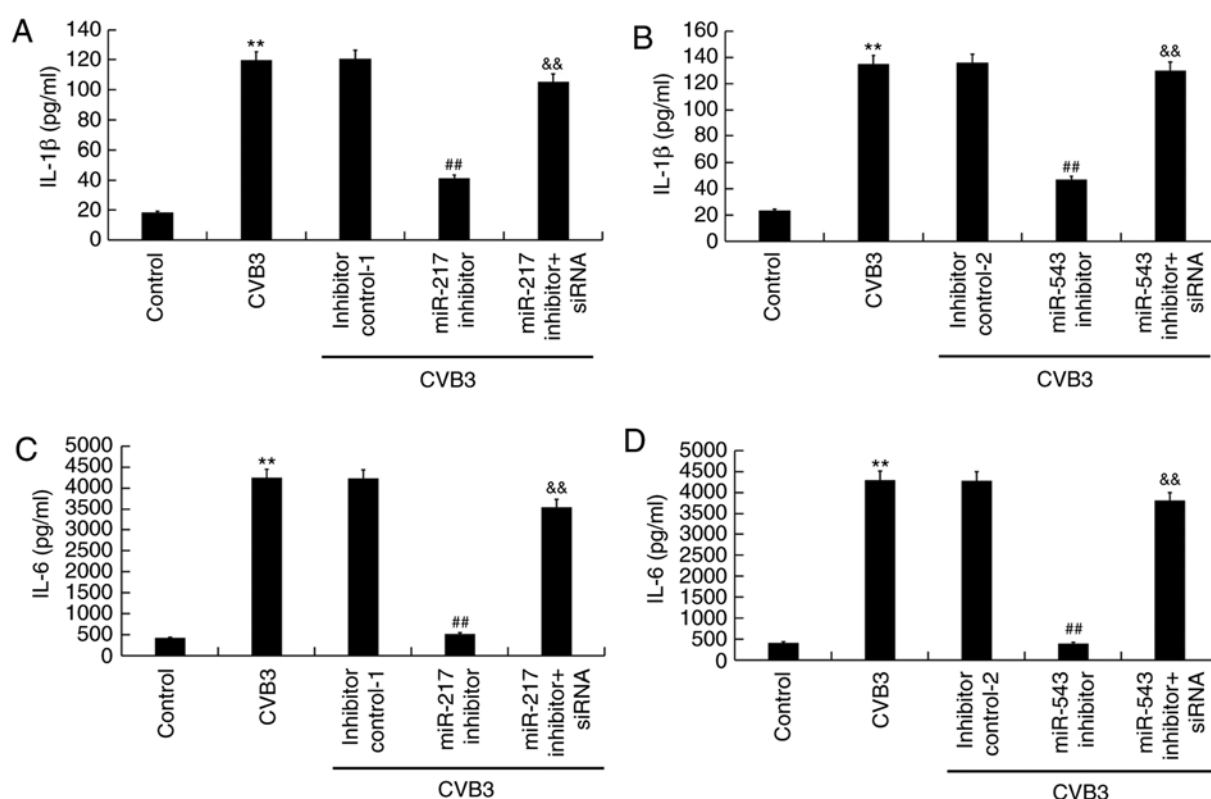 A
IL-1β (pg/ml)
140
120
100
80
60
40
20
0
**
##
&&
Control
CVB3
Inhibitor
control-1
miR-217
inhibitor
miR-217
inhibitor+
siRNA
CVB3
B
IL-1β (pg/ml)
160
140
120
100
80
60
40
20
0
**
##
&&
Control
CVB3
Inhibitor
control-2
miR-543
inhibitor
miR-543
inhibitor+
siRNA
CVB3
C
IL-6 (pg/ml)
5000
4500
4000
3500
3000
2500
2000
1500
1000
500
0
**
##
&&
Control
CVB3
Inhibitor
control-1
miR-217
inhibitor
miR-217
inhibitor+
siRNA
CVB3
D
IL-6 (pg/ml)
5000
4500
4000
3500
3000
2500
2000
1500
1000
500
0
**
##
&&
Control
CVB3
Inhibitor
control-2
miR-543
inhibitor
miR-543
inhibitor+
siRNA
CVB3